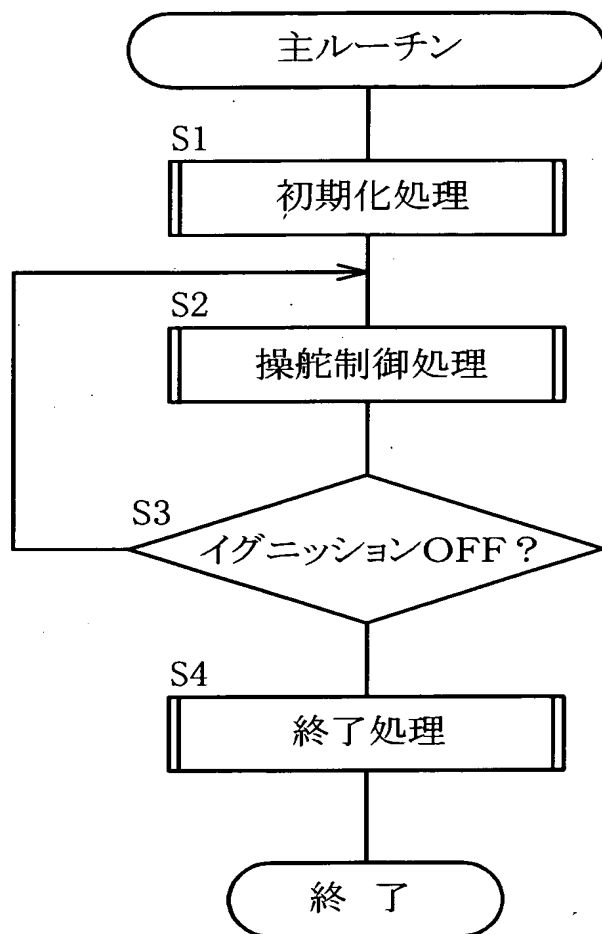 主ルーチン
S1
初期化処理
S2
操舵制御処理
S3
イグニッションOFF?
S4
終了処理
終 了